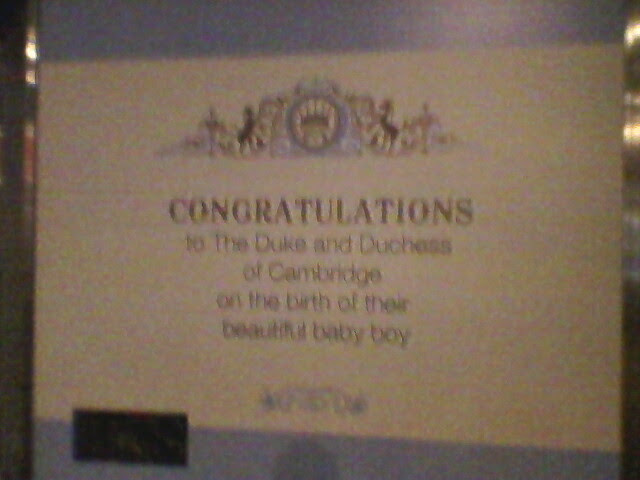 CONGRATULATIONS
to The Duke and Duchess
of Cambridge
on the birth of their
beautiful baby boy